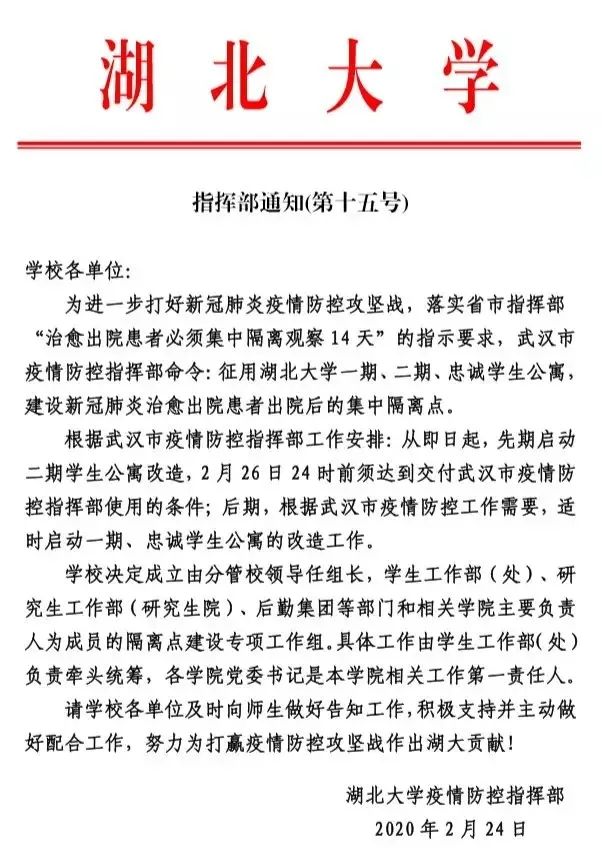 湖北大学
指挥部通知(第十五号)
学校各单位：
为进一步打好新冠肺炎疫情防控攻坚战，落实省市指挥部
“治愈出院患者必须集中隔离观察14天”的指示要求，武汉市
疫情防控指挥部命令：征用湖北大学一期、二期、忠诚学生公寓，
建设新冠肺炎治愈出院患者出院后的集中隔离点。
根据武汉市疫情防控指挥部工作安排：从即日起，先期启动
二期学生公寓改造，2月26日24时前须达到交付武汉市疫情防
控指挥部使用的条件；后期，根据武汉市疫情防控工作需要，适
时启动一期、忠诚学生公寓的改造工作。
学校决定成立由分管校领导任组长，学生工作部（处）、研
究生工作部（研究生院）、后勤集团等部门和相关学院主要负责
人为成员的隔离点建设专项工作组。具体工作由学生工作部（处）
负责牵头统筹，各学院党委书记是本学院相关工作第一责任人。
请学校各单位及时向师生做好告知工作，积极支持并主动做
好配合工作，努力为打赢疫情防控攻坚战作出湖大贡献！
湖北大学疫情防控指挥部
2020年2月24日